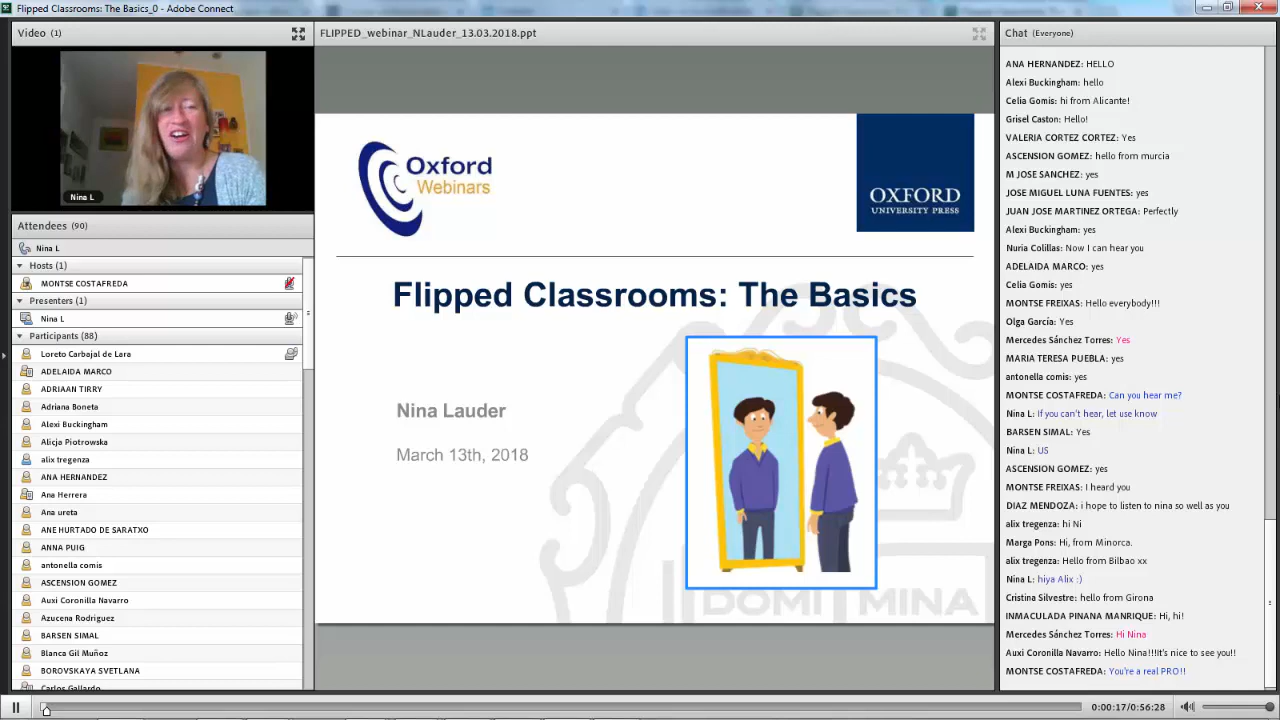 Flipped Classrooms: The Basics_0 - Adobe Connect
Video (1)
Nina L
Attendees (90)
Nina L
Hosts (1)
MONTSE COSTAFREDA
Presenters (1)
Nina L
Participants (88)
Loreto Carbajal de Lara
ADELAIDA MARCO
ADRIAAN TIRRY
Adriana Boneta
Alexi Buckingham
Alicja Piotrowska
alix tregenza
ANA HERNANDEZ
Ana Herrera
Ana ureta
ANE HURTADO DE SARATXO
ANNA PUIG
antonella comis
ASCENSION GOMEZ
Auxi Coronilla Navarro
Azucena Rodriguez
BARSEN SIMAL
Blanca Gil Muñoz
BOROVSKAYA SVETLANA
Carlos Gallardo
FLIPPED_webinar_NLauder_13.03.2018.ppt
Oxford
Webinars
OXFORD
UNIVERSITY PRESS
Flipped Classrooms: The Basics
Nina Lauder
March 13th, 2018
DOMI MINA
Chat (Everyone)
ANA HERNANDEZ: HELLO
Alexi Buckingham: hello
Celia Gomis: hi from Alicante!
Grisel Caston: Hello!
VALERIA CORTEZ CORTEZ: Yes
ASCENSION GOMEZ: hello from murcia
M JOSE SANCHEZ: yes
JOSE MIGUEL LUNA FUENTES: yes
JUAN JOSE MARTINEZ ORTEGA: Perfectly
Alexi Buckingham: yes
Nuria Colillas: Now I can hear you
ADELAIDA MARCO: yes
Celia Gomis: yes
MONTSE FREIXAS: Hello everybody!!!
Olga García: Yes
Mercedes Sánchez Torres: Yes
MARIA TERESA PUEBLA: yes
antonella comis: yes
MONTSE COSTAFREDA: Can you hear me?
Nina L: If you can't hear, let use know
BARSEN SIMAL: Yes
Nina L: US
ASCENSION GOMEZ: yes
MONTSE FREIXAS: I heard you
DIAZ MENDOZA: i hope to listen to nina so well as you
alix tregenza: hi Ni
Marga Pons: Hi, from Minorca.
alix tregenza: Hello from Bilbao xx
Nina L: hiya Alix :)
Cristina Silvestre: hello from Girona
INMACULADA PINANA MANRIQUE: Hi, hi!
Mercedes Sánchez Torres: Hi Nina
Auxi Coronilla Navarro: Hello Nina!!!It's nice to see you!!
MONTSE COSTAFREDA: You're a real PRO!!
0:00:17/0:56:28